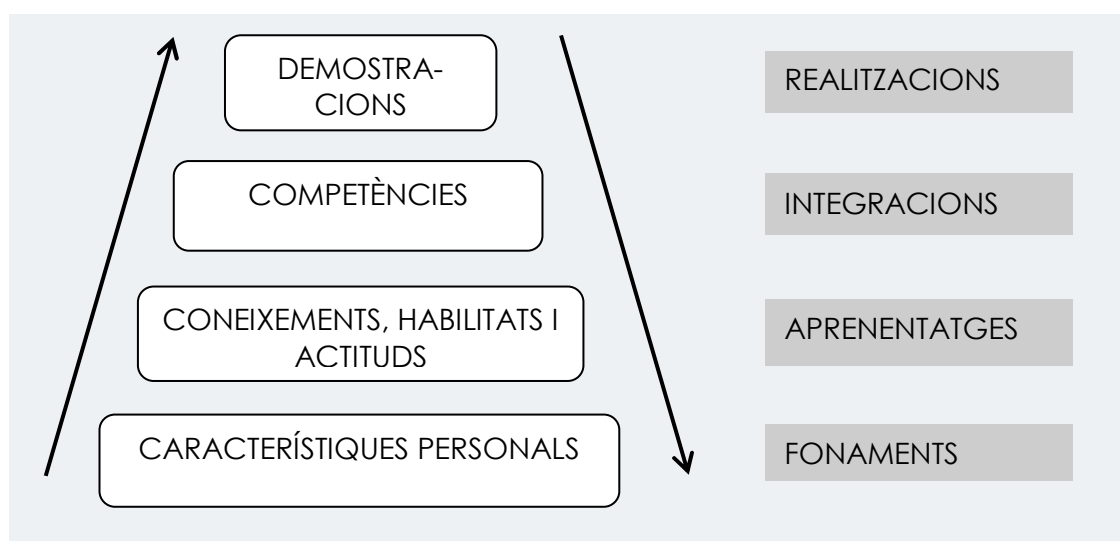 DEMOSTRA-
CIONS
REALITZACIONS
COMPETÈNCIES
INTEGRACIONS
CONEIXEMENTS, HABILITATS I
ACTITUDS
APRENENTATGES
CARACTERÍSTIQUES PERSONALS
FONAMENTS